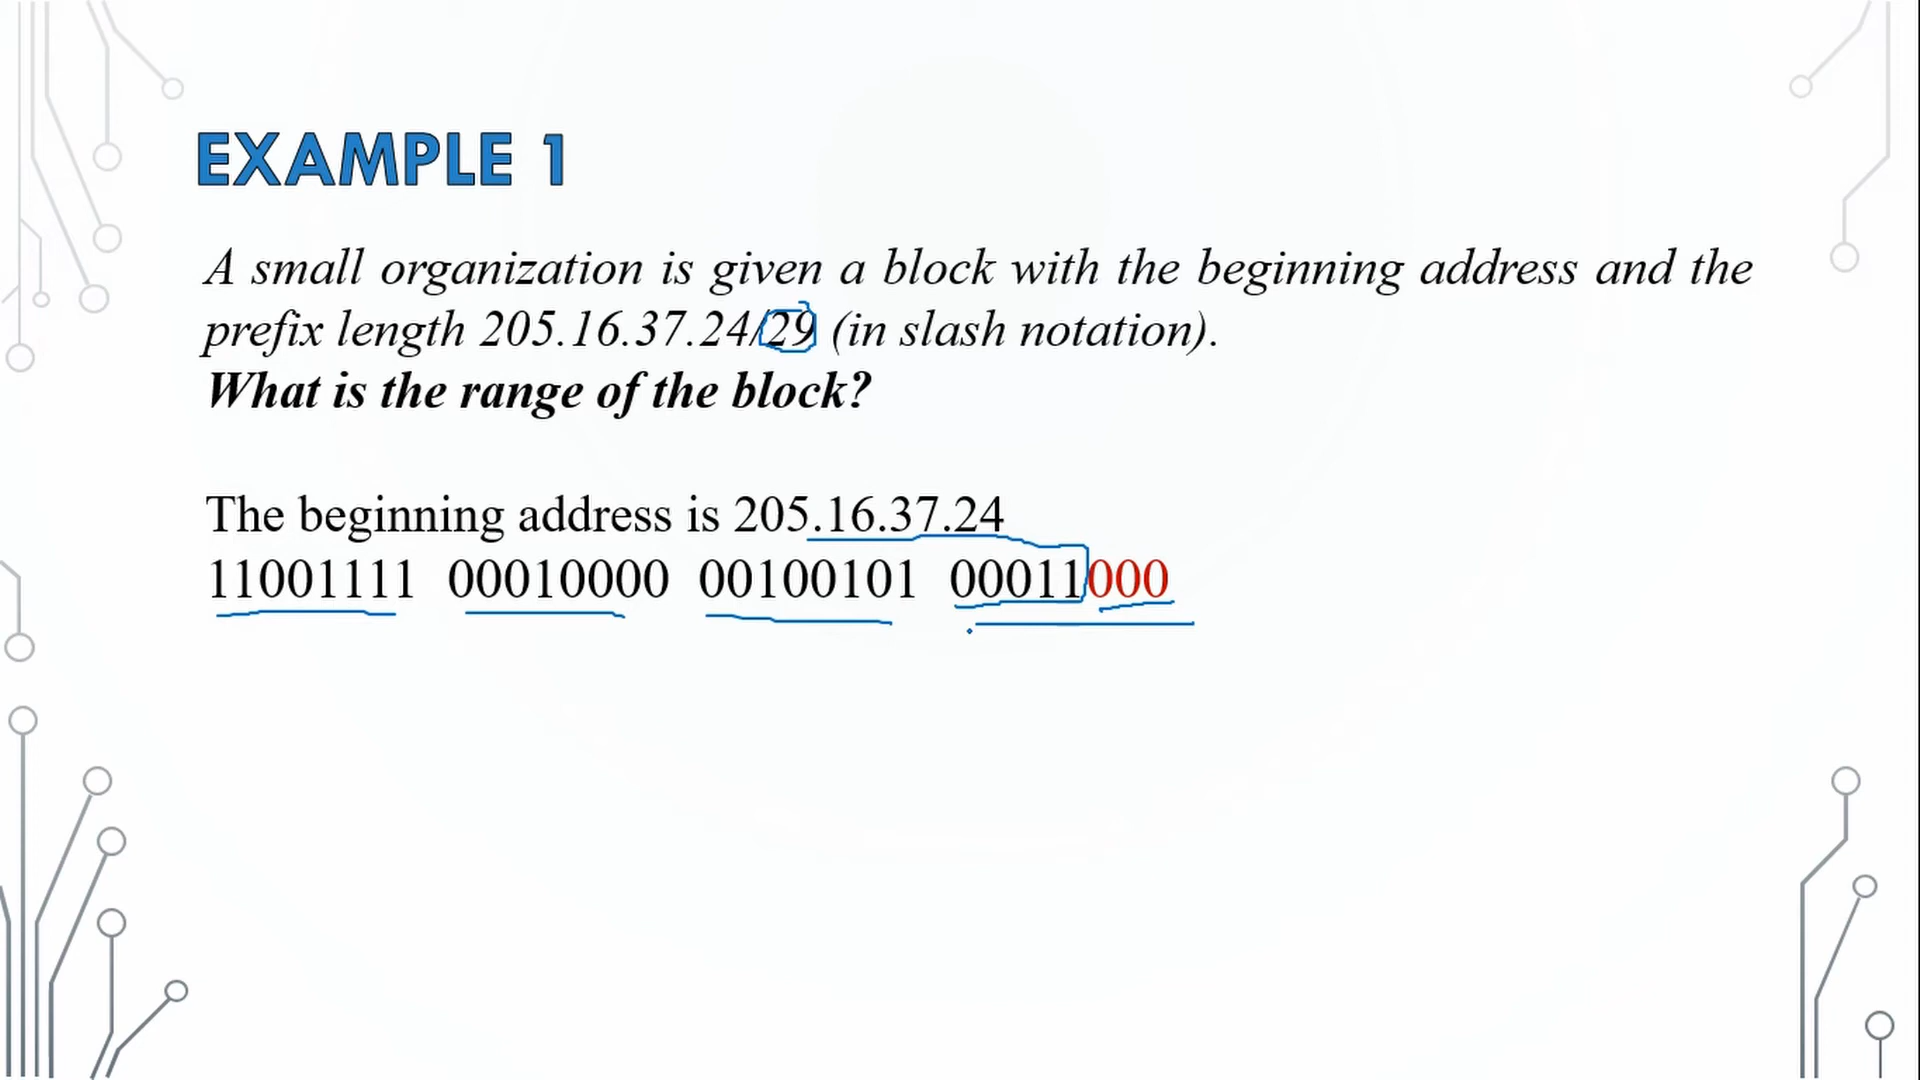 EXAMPLE 1
A small organization is given a block with the beginning address and the
prefix length 205.16.37.24/29 (in slash notation).
What is the range of the block?
The beginning address is 205.16.37.24
11001111 00010000 00100101 00011000